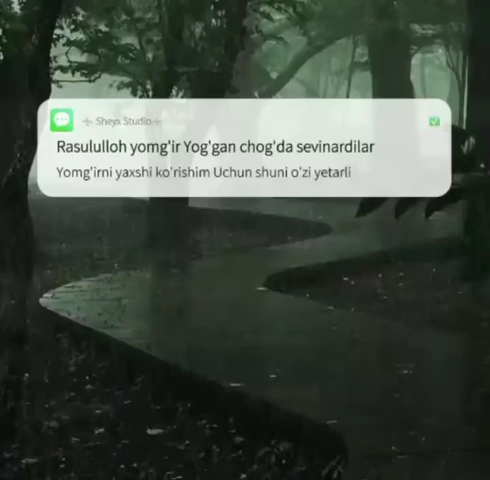 Sheyx Studio
Rasululloh yomg'ir Yog'gan chog'da sevinardilar
Yomg'irni yaxshi ko'rishim Uchun shuni o'zi yetarli